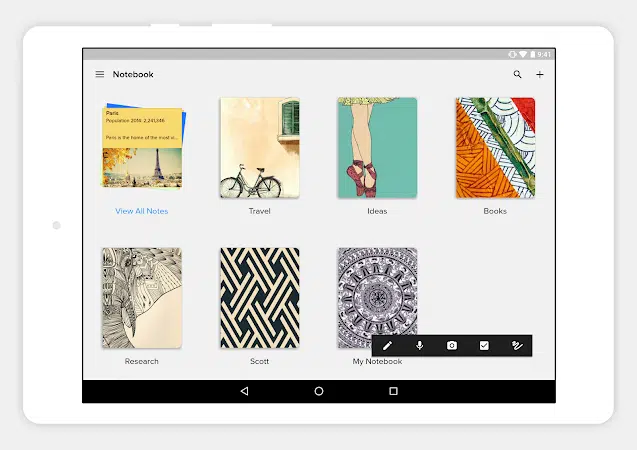 9:41
Notebook
Paris
Population 2016: 2,241,346
Paris is the home of the most vi...
View All Notes
Travel
Ideas
Books
Research
Scott
My Notebook